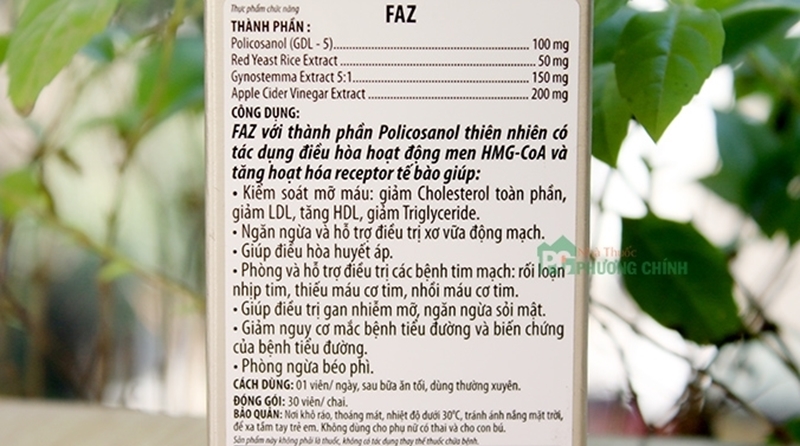 Thực phẩm chức năng
FAZ
THÀNH PHẦN :
Policosanol (GDL - 5)........................................ 100 mg
Red Yeast Rice Extract ........................................ 50 mg
Gynostemma Extract 5:1........................................ 150 mg
Apple Cider Vinegar Extract ........................................ 200 mg
CÔNG DỤNG:
FAZ với thành phần Policosanol thiên nhiên có
tác dụng điều hòa hoạt động men HMG-CoA và
tăng hoạt hóa receptor tế bào giúp:
• Kiểm soát mỡ máu: giảm Cholesterol toàn phần,
giảm LDL, tăng HDL, giảm Triglyceride.
• Ngăn ngừa và hỗ trợ điều trị xơ vữa động mạch.
• Giúp điều hòa huyết áp.
• Phòng và hỗ trợ điều trị các bệnh tim mạch: rối loạn
nhịp tim, thiếu máu cơ tim, nhồi máu cơ tim.
• Giúp điều trị gan nhiễm mỡ, ngăn ngừa sỏi mật.
• Giảm nguy cơ mắc bệnh tiểu đường và biến chứng
của bệnh tiểu đường.
• Phòng ngừa béo phì.
CÁCH DÙNG: 01 viên/ ngày, sau bữa ăn tối, dùng thường xuyên.
ĐÓNG GÓI: 30 viên/ chai.
BẢO QUẢN: Nơi khô ráo, thoáng mát, nhiệt độ dưới 30°C, tránh ánh nắng mặt trời,
để xa tầm tay trẻ em. Không dùng cho phụ nữ có thai và cho con bú.
Sản phẩm này không phải là thuốc, không có tác dụng thay thế thuốc chữa bệnh.
Nhà Thuốc
PHƯƠNG CHÍNH